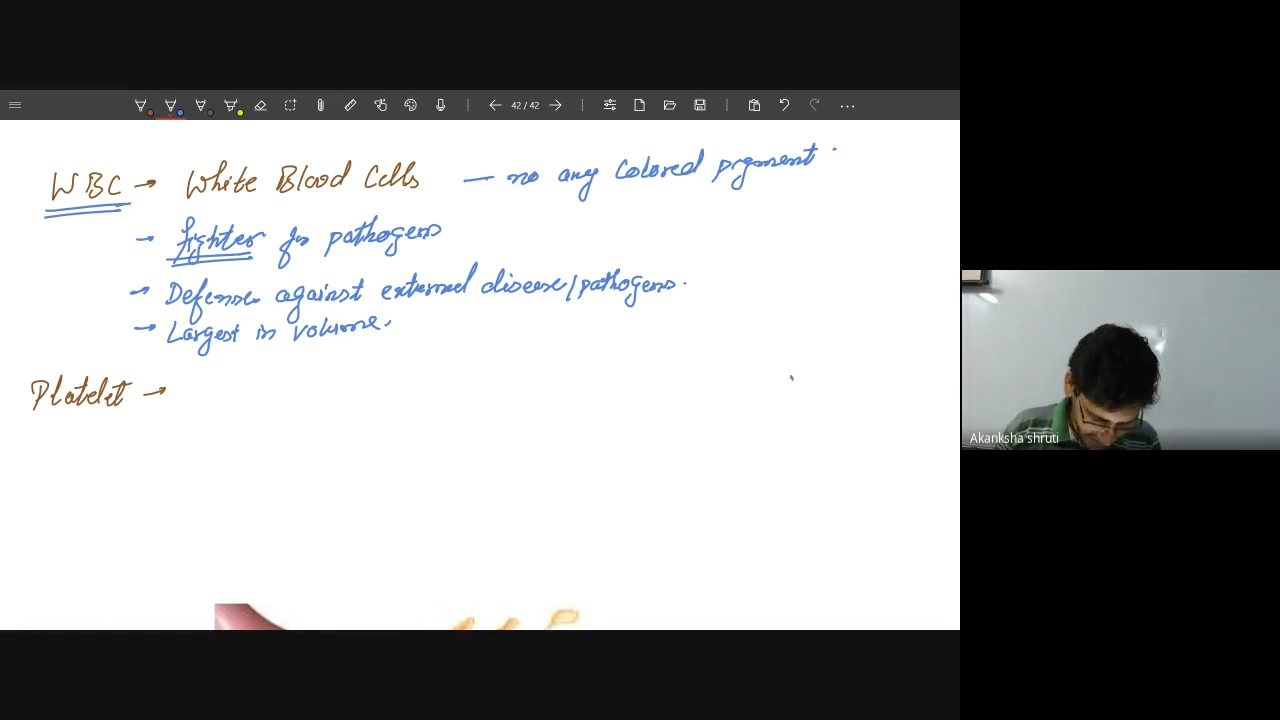 42/42
WBC → White Blood Cells — no any Colored pigment.
→ fighter for pathogens
→ Defense against external disease/pathogens.
→ Largest in volume.
Platelet →
Akanksha shruti